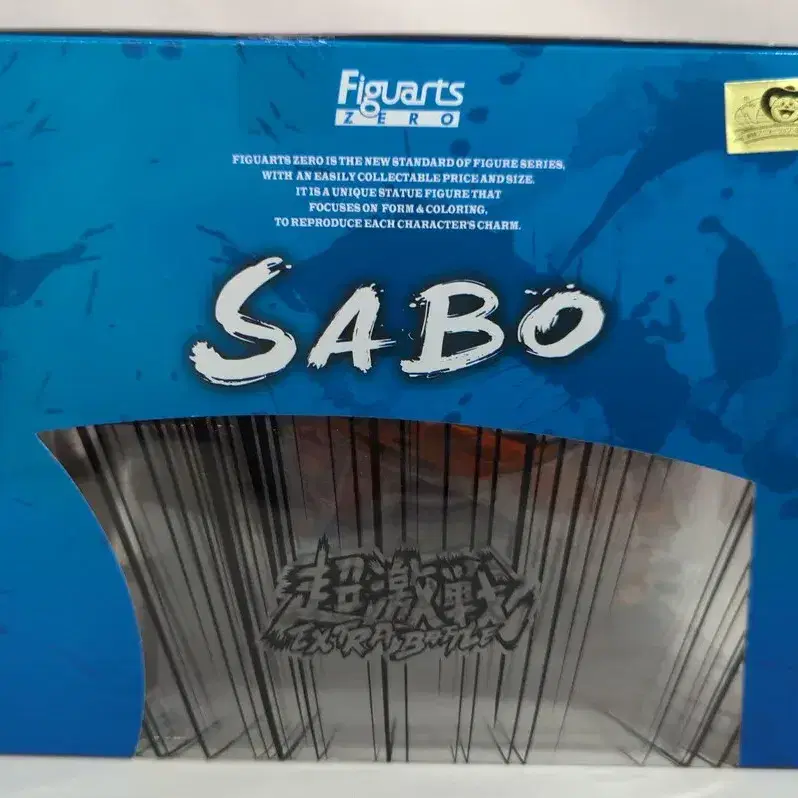 Figuarts
ZERO
FIGUARTS ZERO IS THE NEW STANDARD OF FIGURE SERIES,
WITH AN EASILY COLLECTABLE PRICE AND SIZE.
IT IS A UNIQUE STATUE FIGURE THAT
FOCUSES ON FORM & COLORING,
TO REPRODUCE EACH CHARACTER'S CHARM.
SABO
超激戦
EXTRA BATTLE